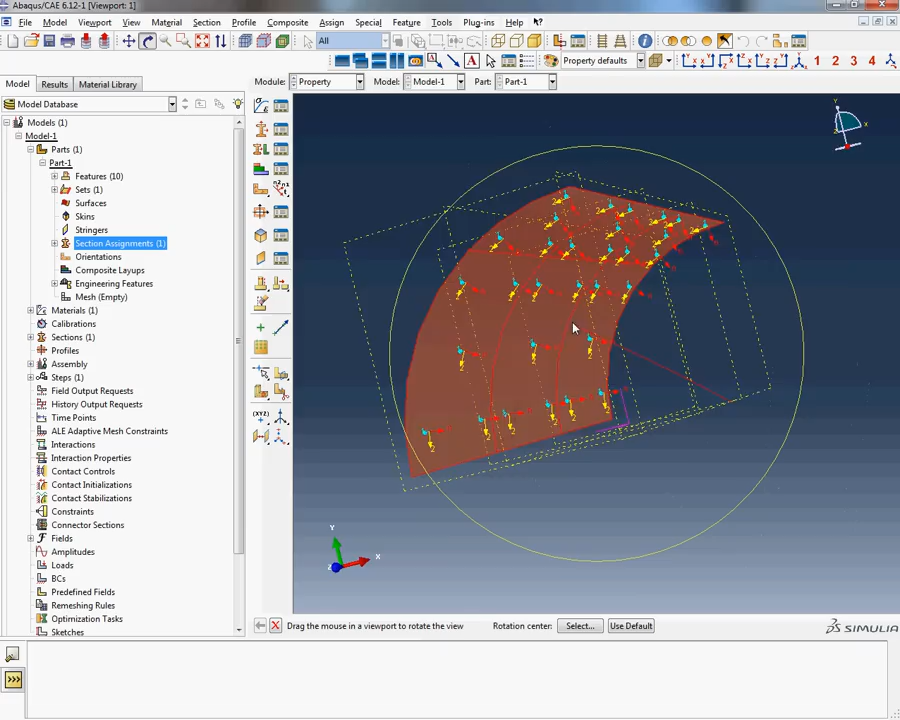 Abaqus/CAE 6.12-1 [Viewport: 1]
File Model Viewport View Material Section Profile Composite Assign Special Feature Tools Plug-ins Help
All Property defaults 1 2 3 4
Model Results Material Library Module: Property Model: Model-1 Part: Part-1
Model Database
Models (1)
Model-1
Parts (1)
Part-1
Features (10)
Sets (1)
Surfaces
Skins
Stringers
Section Assignments (1)
Orientations
Composite Layups
Engineering Features
Mesh (Empty)
Materials (1)
Calibrations
Sections (1)
Profiles
Assembly
Steps (1)
Field Output Requests
History Output Requests
Time Points
ALE Adaptive Mesh Constraints
Interactions
Interaction Properties
Contact Controls
Contact Initializations
Contact Stabilizations
Constraints
Connector Sections
Fields
Amplitudes
Loads
BCs
Predefined Fields
Remeshing Rules
Optimization Tasks
Sketches
Y
X
Z
Drag the mouse in a viewport to rotate the view Rotation center: Select... Use Default
SIMULIA
>>>